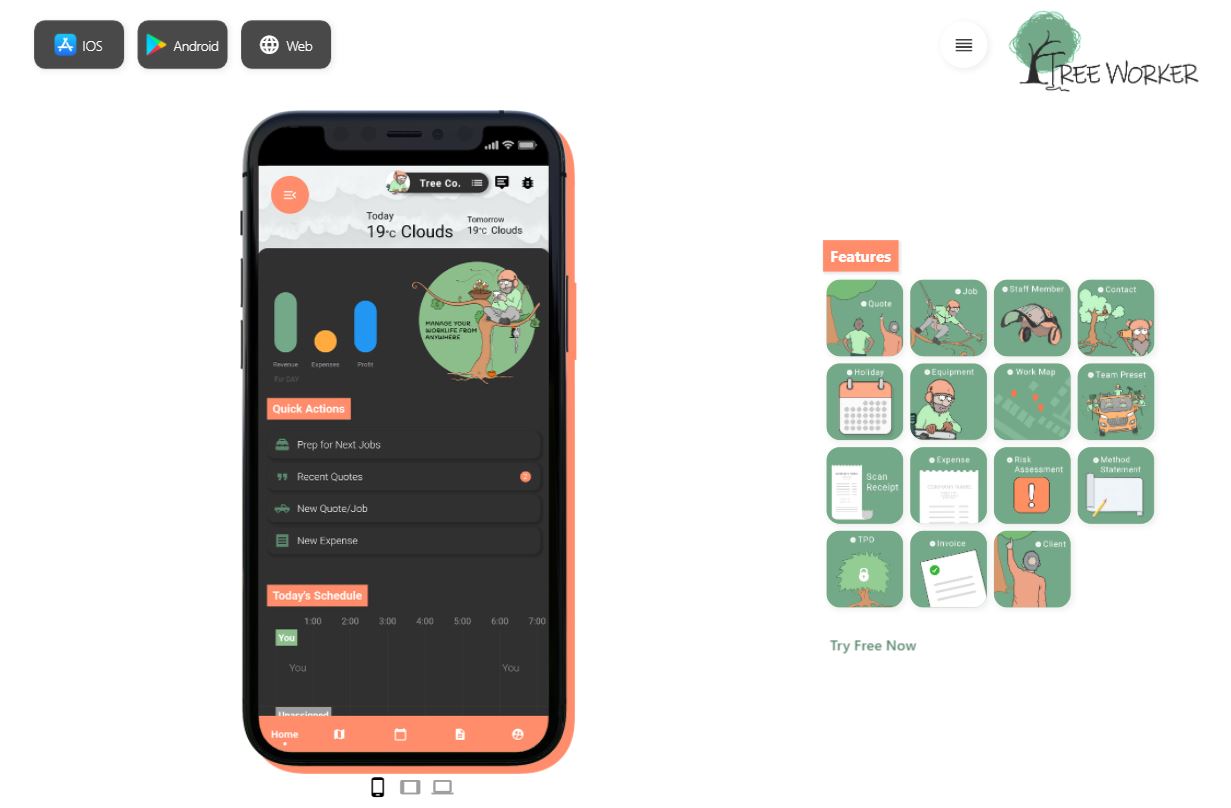 IOS
Android
Web
TREE WORKER
Tree Co.
Today
19°C Clouds
Tomorrow
19°C Clouds
MANAGE YOUR
WORKLIFE FROM
ANYWHERE
Revenue
Expenses
Profit
For DAY
Quick Actions
Prep for Next Jobs
Recent Quotes
2
New Quote/Job
New Expense
Today's Schedule
1:00 2:00 3:00 4:00 5:00 6:00 7:00
You
You You
Unassigned
Home
Features
Quote
Job
Staff Member
Contact
Holiday
Equipment
Work Map
Team Preset
Scan
Receipt
Expense
COMPANY NAME
Risk
Assessment
Method
Statement
TPO
Invoice
Client
Try Free Now